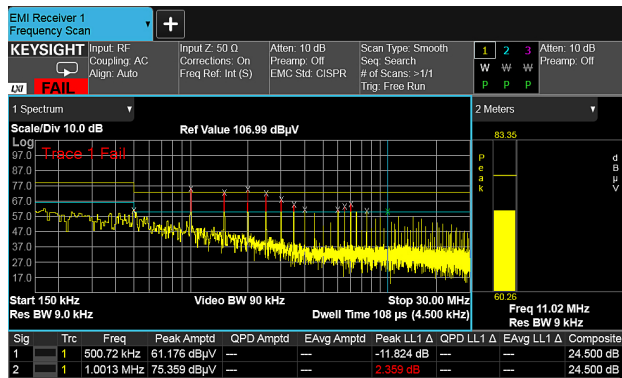 EMI Receiver 1
Frequency Scan
KEYSIGHT Input: RF Input Z: 50 Ω Atten: 10 dB Scan Type: Smooth 1 2 3 Atten: 10 dB
Coupling: AC Corrections: On Preamp: Off Seq: Search W W W Preamp: Off
Align: Auto Freq Ref: Int (S) EMC Std: CISPR # of Scans: >1/1 P P P
LXI FAIL Trig: Free Run
1 Spectrum 2 Meters
Scale/Div 10.0 dB Ref Value 106.99 dBµV 83.35
Log
Trace 1 Fail
97.0
87.0
77.0
67.0
57.0
47.0
37.0
27.0
17.0
Peak
dBµV
60.26
Start 150 kHz Video BW 90 kHz Stop 30.00 MHz Freq 11.02 MHz
Res BW 9.0 kHz Dwell Time 108 µs (4.500 kHz) Res BW 9 kHz
Sig Trc Freq Peak Amptd QPD Amptd EAvg Amptd Peak LL1 Δ QPD LL1 Δ EAvg LL1 Δ Composite
1 1 500.72 kHz 61.176 dBµV --- --- -11.824 dB --- --- 24.500 dB
2 1 1.0013 MHz 75.359 dBµV --- --- 2.359 dB --- --- 24.500 dB